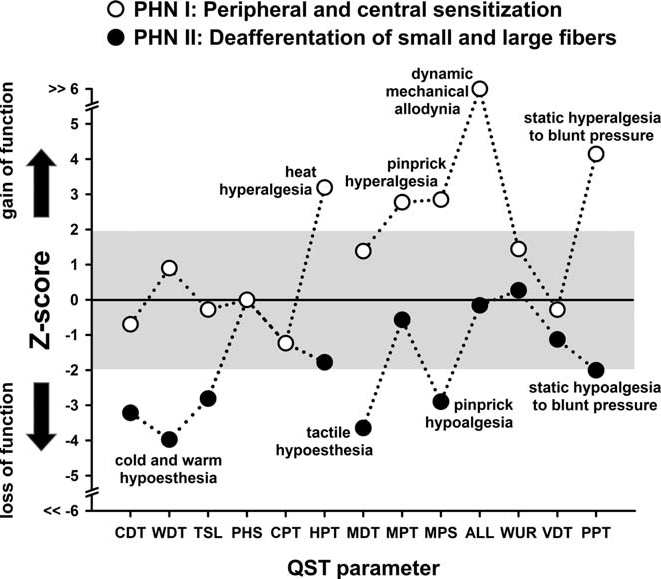 PHN I: Peripheral and central sensitization
PHN II: Deafferentation of small and large fibers
gain of function
loss of function
Z-score
>> 6
5
4
3
2
1
0
-1
-2
-3
-4
-5
<< -6
dynamic
mechanical
allodynia
static hyperalgesia
to blunt pressure
heat
hyperalgesia
pinprick
hyperalgesia
static hypoalgesia
to blunt pressure
pinprick
hypoalgesia
tactile
hypoesthesia
cold and warm
hypoesthesia
CDT WDT TSL PHS CPT HPT MDT MPT MPS ALL WUR VDT PPT
QST parameter